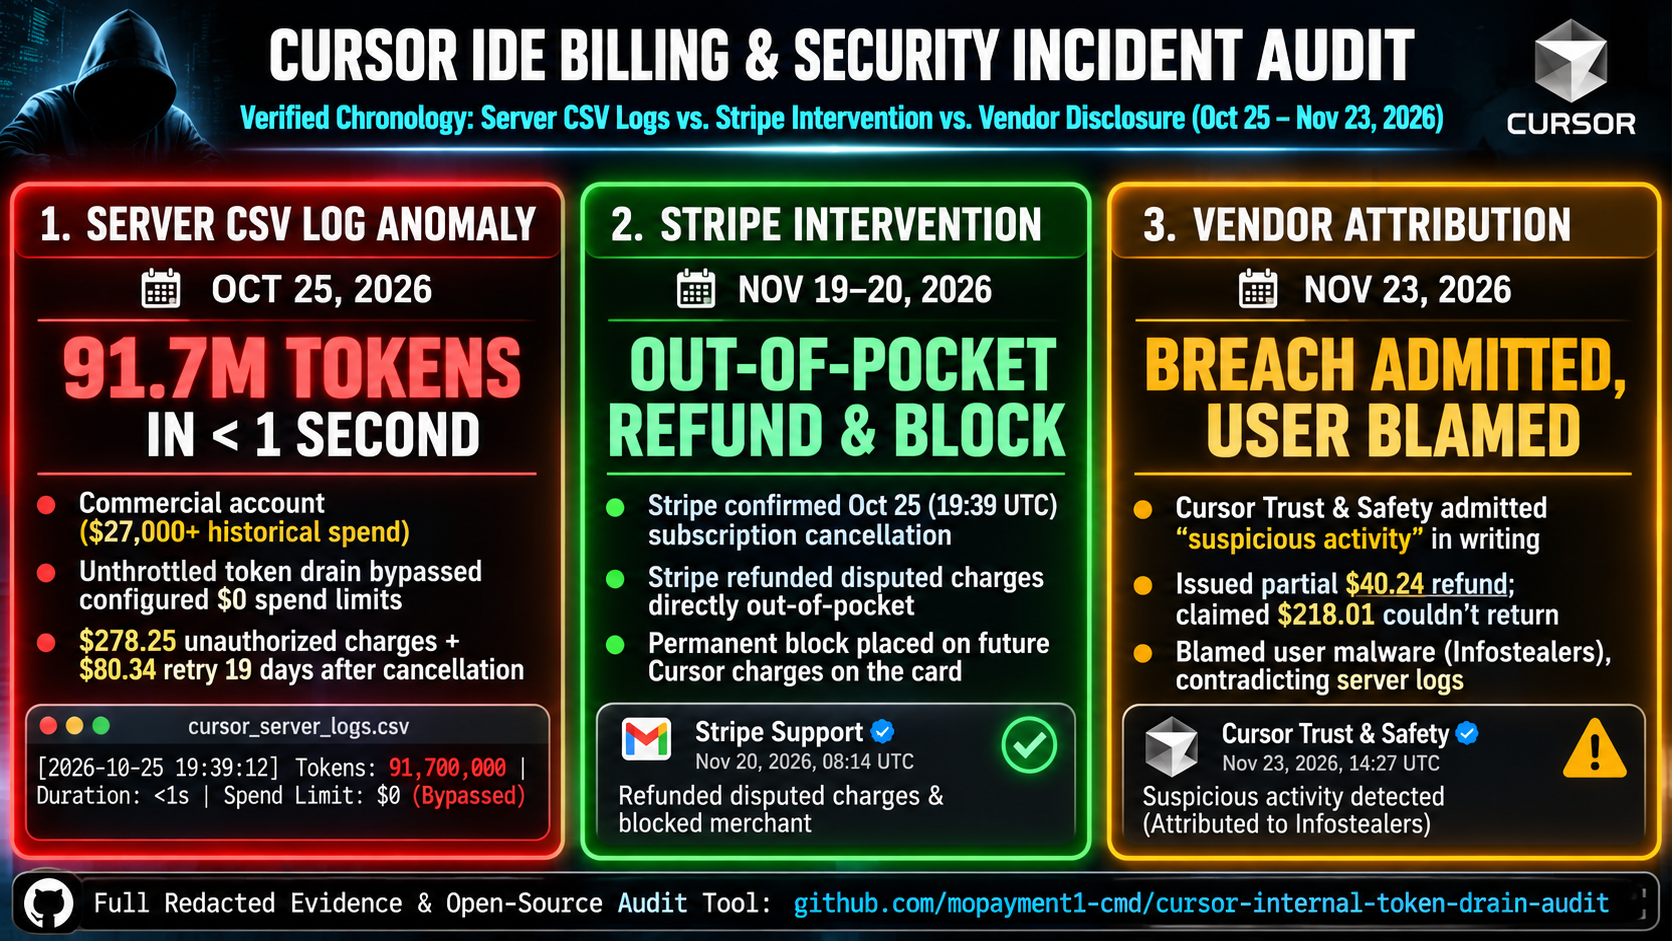 CURSOR IDE BILLING & SECURITY INCIDENT AUDIT
Verified Chronology: Server CSV Logs vs. Stripe Intervention vs. Vendor Disclosure (Oct 25 – Nov 23, 2026)
CURSOR
1. SERVER CSV LOG ANOMALY
OCT 25, 2026
91.7M TOKENS
IN < 1 SECOND
Commercial account
($27,000+ historical spend)
Unthrottled token drain bypassed
configured $0 spend limits
$278.25 unauthorized charges +
$80.34 retry 19 days after cancellation
cursor_server_logs.csv
[2026-10-25 19:39:12] Tokens: 91,700,000 |
Duration: <1s | Spend Limit: $0 (Bypassed)
2. STRIPE INTERVENTION
NOV 19–20, 2026
OUT-OF-POCKET
REFUND & BLOCK
Stripe confirmed Oct 25 (19:39 UTC)
subscription cancellation
Stripe refunded disputed charges
directly out-of-pocket
Permanent block placed on future
Cursor charges on the card
Stripe Support
Nov 20, 2026, 08:14 UTC
Refunded disputed charges &
blocked merchant
3. VENDOR ATTRIBUTION
NOV 23, 2026
BREACH ADMITTED,
USER BLAMED
Cursor Trust & Safety admitted
“suspicious activity” in writing
Issued partial $40.24 refund;
claimed $218.01 couldn’t return
Blamed user malware (Infostealers),
contradicting server logs
Cursor Trust & Safety
Nov 23, 2026, 14:27 UTC
Suspicious activity detected
(Attributed to Infostealers)
Full Redacted Evidence & Open-Source Audit Tool: github.com/mopayment1-cmd/cursor-internal-token-drain-audit